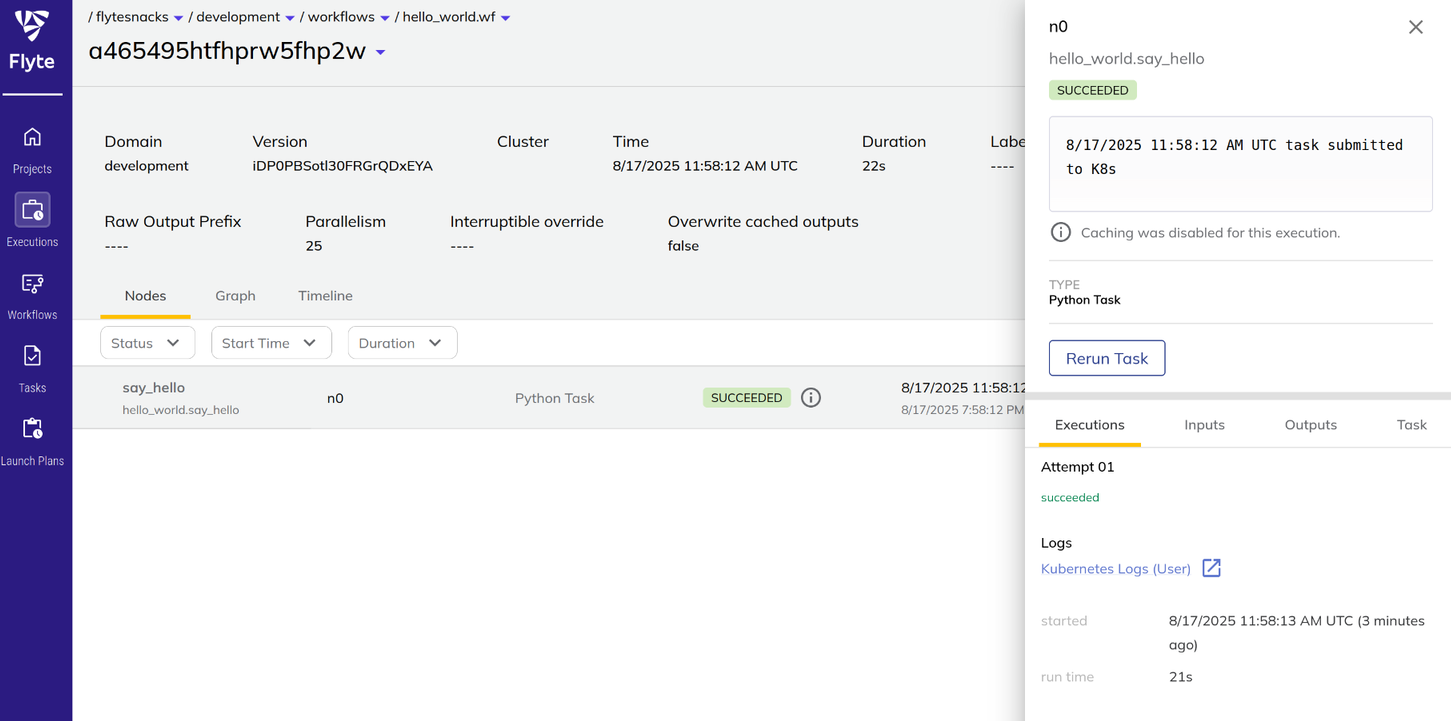 Flyte
Projects
Executions
Workflows
Tasks
Launch Plans
/ flytesnacks / development / workflows / hello_world.wf
a465495htfhprw5fhp2w
Domain Version Cluster Time Duration Labe
development iDP0PBSotl30FRGrQDxEYA 8/17/2025 11:58:12 AM UTC 22s ----
Raw Output Prefix Parallelism Interruptible override Overwrite cached outputs
---- 25 ---- false
Nodes Graph Timeline
Status Start Time Duration
say_hello n0 Python Task SUCCEEDED 8/17/2025 11:58:12
hello_world.say_hello 8/17/2025 7:58:12 PM
n0
hello_world.say_hello
SUCCEEDED
8/17/2025 11:58:12 AM UTC task submitted
to K8s
Caching was disabled for this execution.
TYPE
Python Task
Rerun Task
Executions Inputs Outputs Task
Attempt 01
succeeded
Logs
Kubernetes Logs (User)
started 8/17/2025 11:58:13 AM UTC (3 minutes
ago)
run time 21s